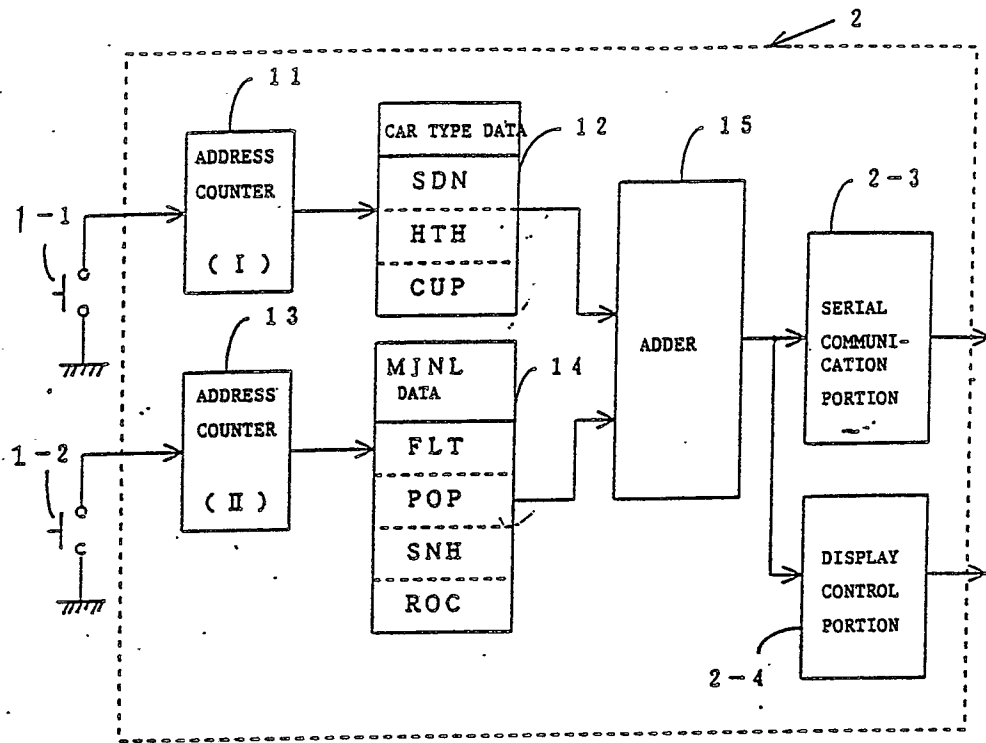 2
11
ADDRESS
COUNTER
( I )
CAR TYPE DATA
12
SDN
HTH
CUP
15
ADDER
2-3
SERIAL
COMMUNI-
CATION
PORTION
1-1
13
ADDRESS
COUNTER
( II )
MJNL
DATA
14
FLT
POP
SNH
ROC
1-2
DISPLAY
CONTROL
PORTION
2-4